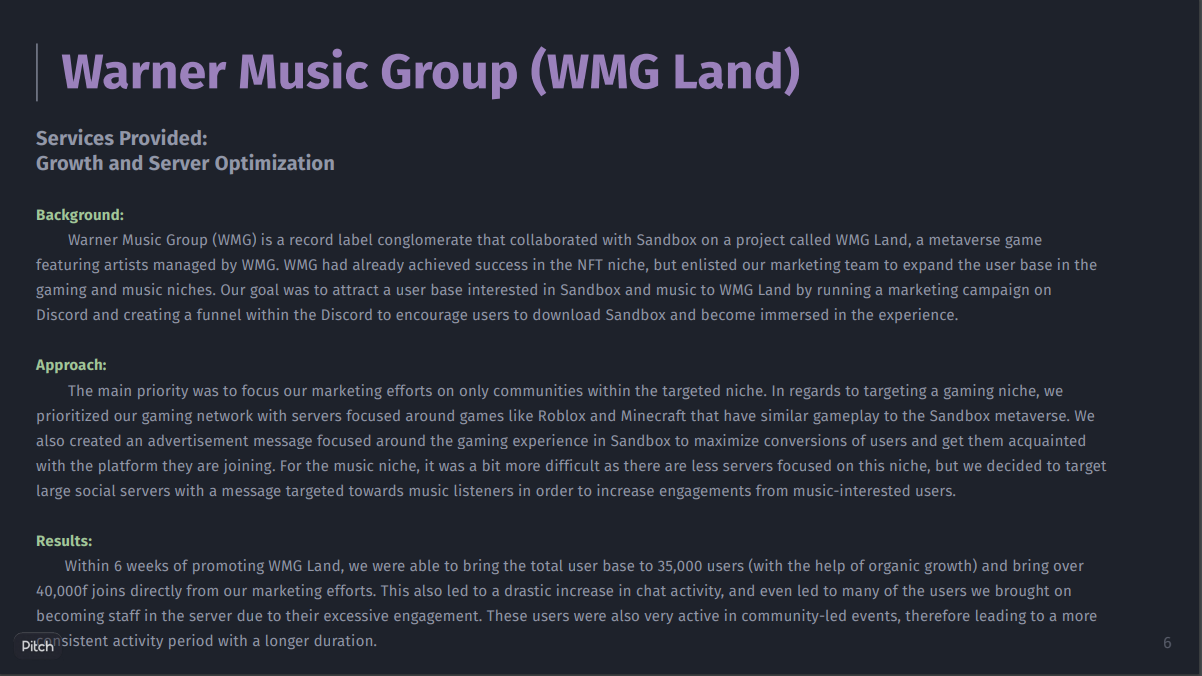 Warner Music Group (WMG Land)
Services Provided:
Growth and Server Optimization
Background:
Warner Music Group (WMG) is a record label conglomerate that collaborated with Sandbox on a project called WMG Land, a metaverse game
featuring artists managed by WMG. WMG had already achieved success in the NFT niche, but enlisted our marketing team to expand the user base in the
gaming and music niches. Our goal was to attract a user base interested in Sandbox and music to WMG Land by running a marketing campaign on
Discord and creating a funnel within the Discord to encourage users to download Sandbox and become immersed in the experience.
Approach:
The main priority was to focus our marketing efforts on only communities within the targeted niche. In regards to targeting a gaming niche, we
prioritized our gaming network with servers focused around games like Roblox and Minecraft that have similar gameplay to the Sandbox metaverse. We
also created an advertisement message focused around the gaming experience in Sandbox to maximize conversions of users and get them acquainted
with the platform they are joining. For the music niche, it was a bit more difficult as there are less servers focused on this niche, but we decided to target
large social servers with a message targeted towards music listeners in order to increase engagements from music-interested users.
Results:
Within 6 weeks of promoting WMG Land, we were able to bring the total user base to 35,000 users (with the help of organic growth) and bring over
40,000f joins directly from our marketing efforts. This also led to a drastic increase in chat activity, and even led to many of the users we brought on
becoming staff in the server due to their excessive engagement. These users were also very active in community-led events, therefore leading to a more
consistent activity period with a longer duration.
Pitch
6